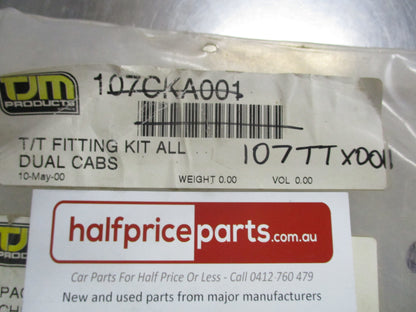 TJM
PRODUCTS
107CKA001
T/T FITTING KIT ALL
DUAL CABS
107TTX0011
10-May-00
WEIGHT 0.00
VOL 0.00
TJM
halfpriceparts.com.au
Car Parts For Half Price Or Less - Call 0412 760 479
New and used parts from major manufacturers